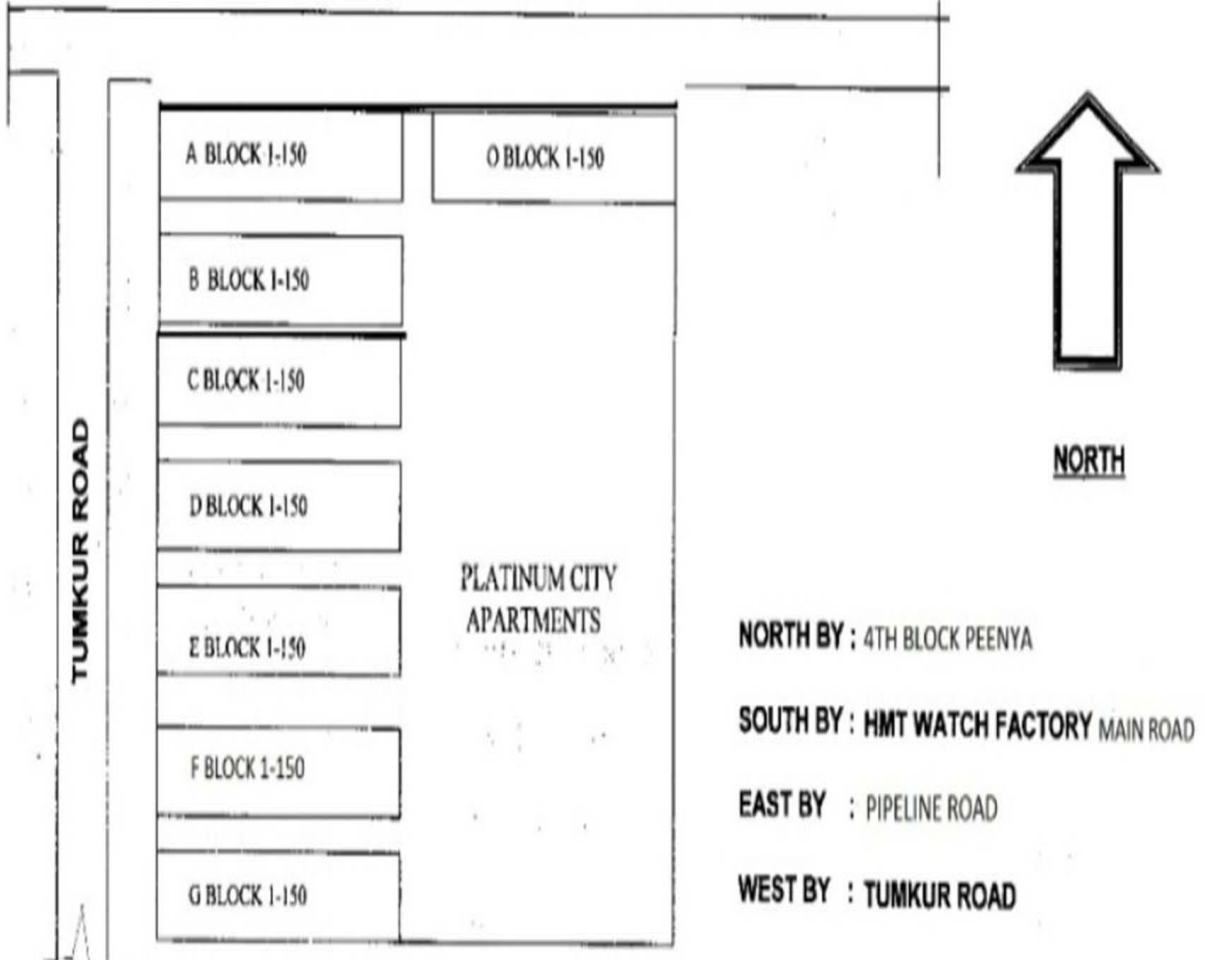 A BLOCK 1-150
O BLOCK 1-150
B BLOCK 1-150
C BLOCK 1-150
D BLOCK 1-150
E BLOCK 1-150
F BLOCK 1-150
G BLOCK 1-150
TUMKUR ROAD
PLATINUM CITY
APARTMENTS
NORTH
NORTH BY : 4TH BLOCK PEENYA
SOUTH BY : HMT WATCH FACTORY MAIN ROAD
EAST BY : PIPELINE ROAD
WEST BY : TUMKUR ROAD